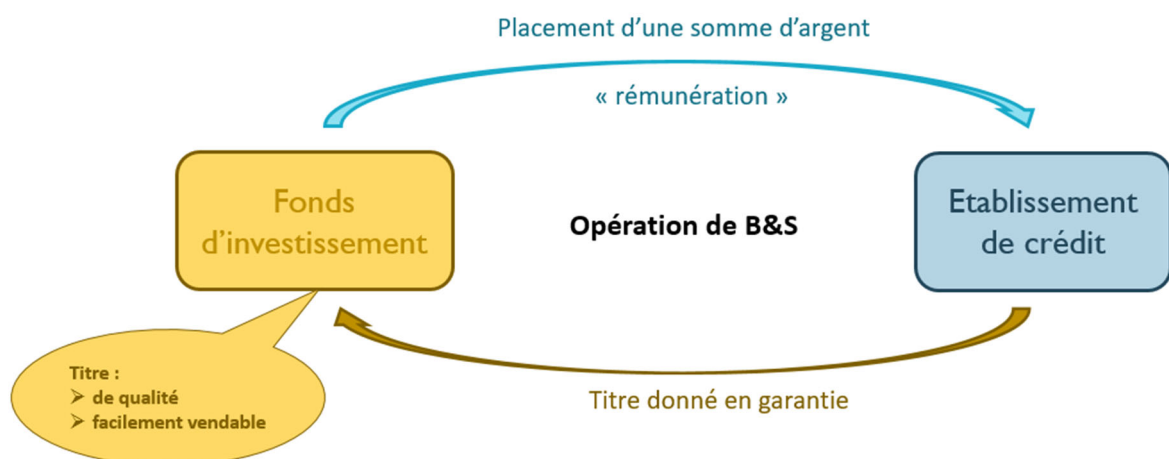 Placement d’une somme d’argent
« rémunération »
Fonds
d’investissement
Opération de B&S
Etablissement
de crédit
Titre :
➢ de qualité
➢ facilement vendable
Titre donné en garantie